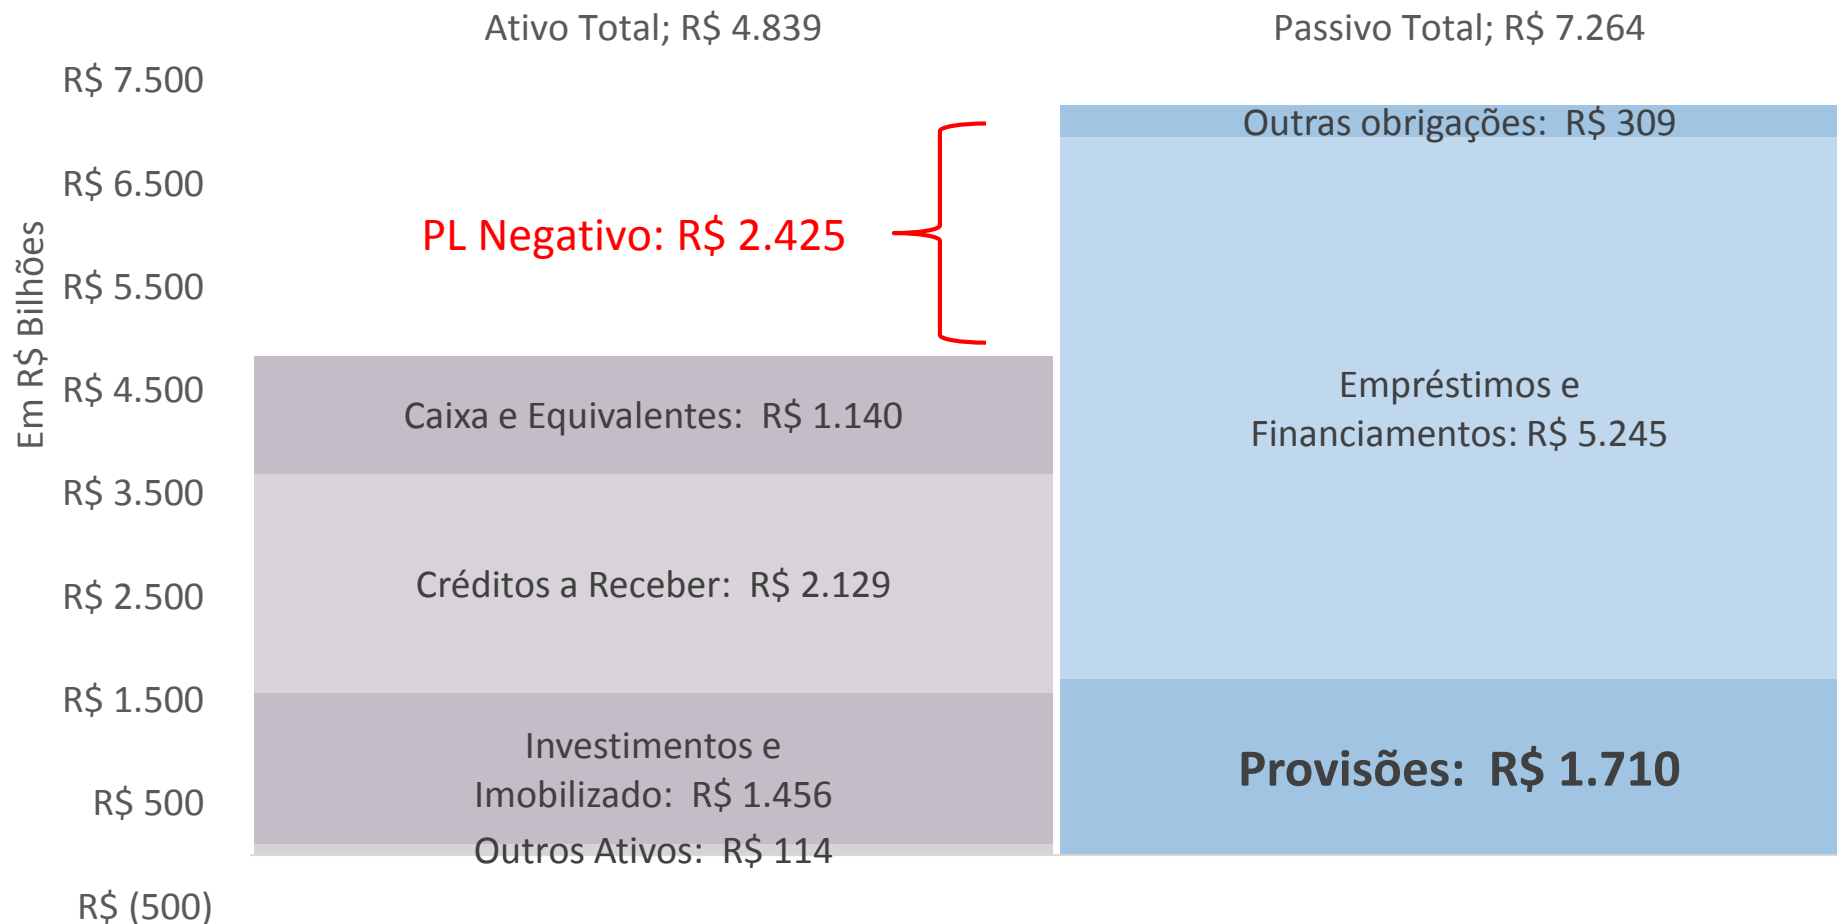 Ativo Total; R$ 4.839
Passivo Total; R$ 7.264
Em R$ Bilhões
R$ 7.500
R$ 6.500
R$ 5.500
R$ 4.500
R$ 3.500
R$ 2.500
R$ 1.500
R$ 500
R$ (500)
PL Negativo: R$ 2.425
Caixa e Equivalentes: R$ 1.140
Créditos a Receber: R$ 2.129
Investimentos e
Imobilizado: R$ 1.456
Outros Ativos: R$ 114
Outras obrigações: R$ 309
Empréstimos e
Financiamentos: R$ 5.245
Provisões: R$ 1.710